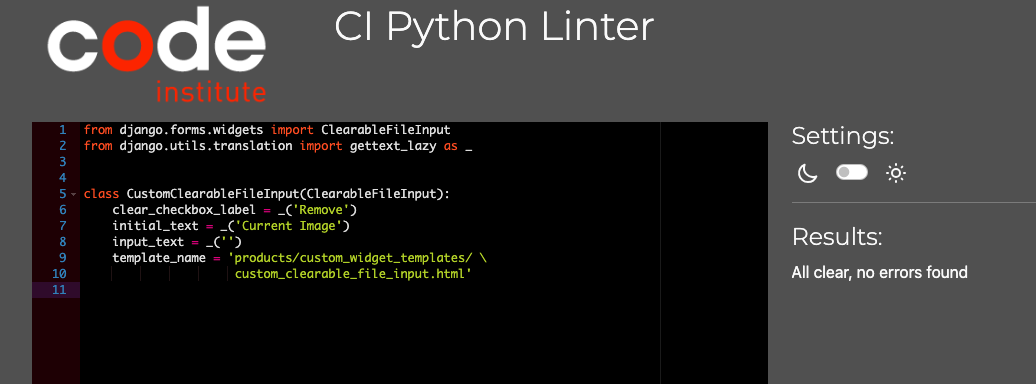 code
institute
CI Python Linter
1 from django.forms.widgets import ClearableFileInput
2 from django.utils.translation import gettext_lazy as _
3
4
5 class CustomClearableFileInput(ClearableFileInput):
6     clear_checkbox_label = _('Remove')
7     initial_text = _('Current Image')
8     input_text = _('')
9     template_name = 'products/custom_widget_templates/ \
10                    custom_clearable_file_input.html'
11
Settings:
Results:
All clear, no errors found